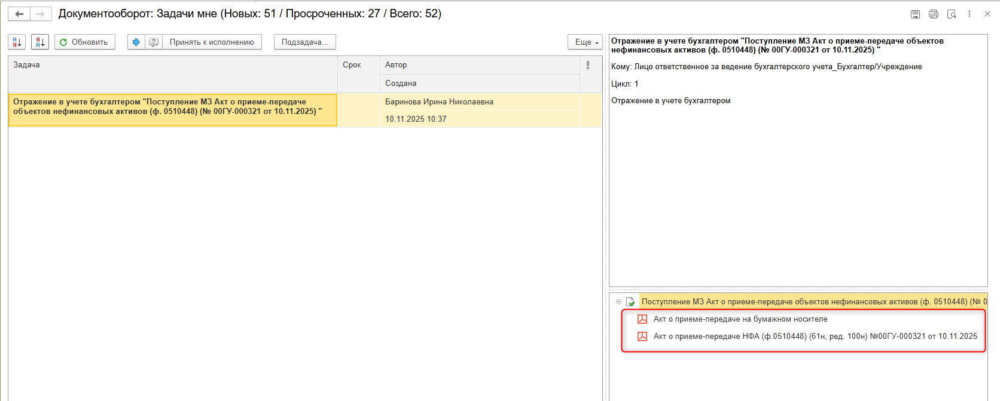 Документооборот: Задачи мне (Новых: 51 / Просроченных: 27 / Всего: 52)
Обновить
Принять к исполнению
Подзадача...
Еще
Задача
Срок
Автор
Создана
Отражение в учете бухгалтером "Поступление МЗ Акт о приеме-передаче
объектов нефинансовых активов (ф. 0510448) (№ 00ГУ-000321 от 10.11.2025) "
Баринова Ирина Николаевна
10.11.2025 10:37
Отражение в учете бухгалтером "Поступление МЗ Акт о приеме-передаче объектов
нефинансовых активов (ф. 0510448) (№ 00ГУ-000321 от 10.11.2025) "
Кому: Лицо ответственное за ведение бухгалтерского учета_Бухгалтер/Учреждение
Цикл: 1
Отражение в учете бухгалтером
Поступление МЗ Акт о приеме-передаче объектов нефинансовых активов (ф. 0510448) (№ 0
Акт о приеме-передаче на бумажном носителе
Акт о приеме-передаче НФА (ф.0510448) (61н, ред. 100н) №00ГУ-000321 от 10.11.2025